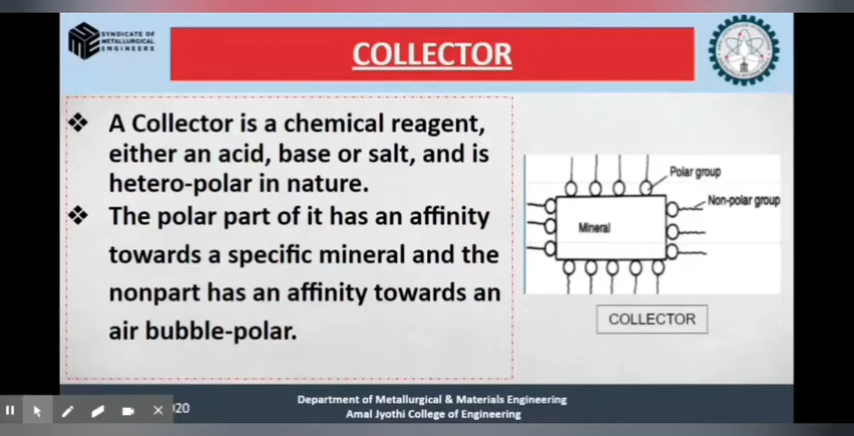 SYNDICATE OF
METALLURGICAL
ENGINEERS
COLLECTOR
❖ A Collector is a chemical reagent,
either an acid, base or salt, and is
hetero-polar in nature.
❖ The polar part of it has an affinity
towards a specific mineral and the
nonpart has an affinity towards an
air bubble-polar.
Polar group
Non-polar group
Mineral
COLLECTOR
20
Department of Metallurgical & Materials Engineering
Amal Jyothi College of Engineering